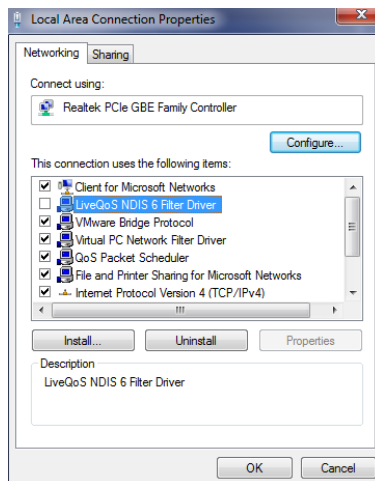 Local Area Connection Properties
Networking
Sharing
Connect using:
Realtek PCIe GBE Family Controller
Configure...
This connection uses the following items:
Client for Microsoft Networks
LiveQoS NDIS 6 Filter Driver
VMware Bridge Protocol
Virtual PC Network Filter Driver
QoS Packet Scheduler
File and Printer Sharing for Microsoft Networks
Internet Protocol Version 4 (TCP/IPv4)
Install...
Uninstall
Properties
Description
LiveQoS NDIS 6 Filter Driver
OK
Cancel